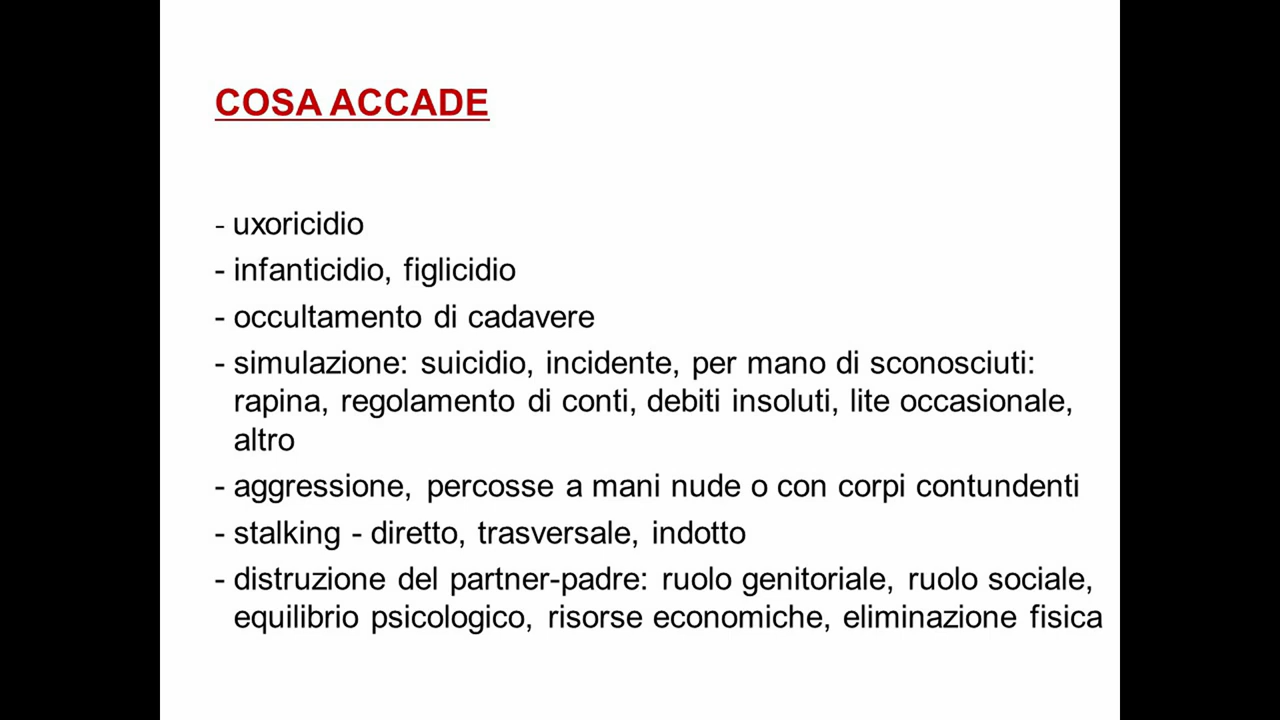 COSA ACCADE
- uxoricidio
- infanticidio, figlicidio
- occultamento di cadavere
- simulazione: suicidio, incidente, per mano di sconosciuti:
rapina, regolamento di conti, debiti insoluti, lite occasionale,
altro
- aggressione, percosse a mani nude o con corpi contundenti
- stalking - diretto, trasversale, indotto
- distruzione del partner-padre: ruolo genitoriale, ruolo sociale,
equilibrio psicologico, risorse economiche, eliminazione fisica